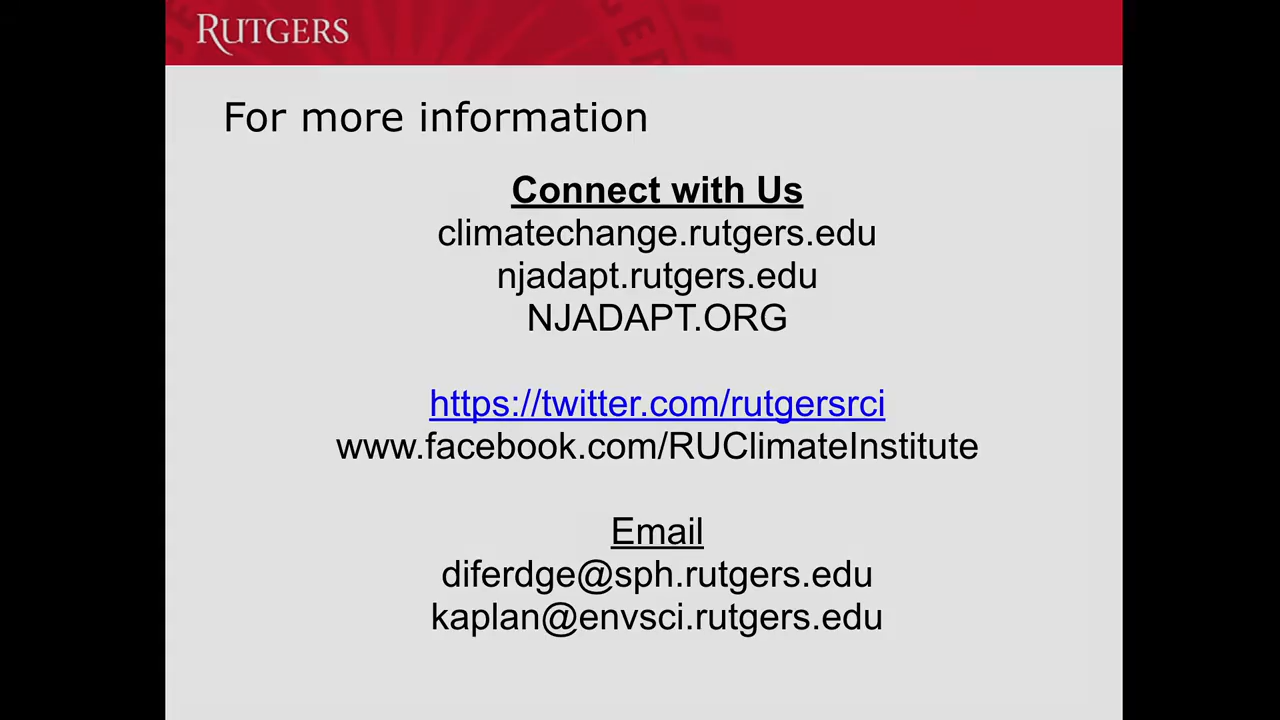 RUTGERS
For more information
Connect with Us
climatechange.rutgers.edu
njadapt.rutgers.edu
NJADAPT.ORG
https://twitter.com/rutgersrci
www.facebook.com/RUClimateInstitute
Email
diferdge@sph.rutgers.edu
kaplan@envsci.rutgers.edu